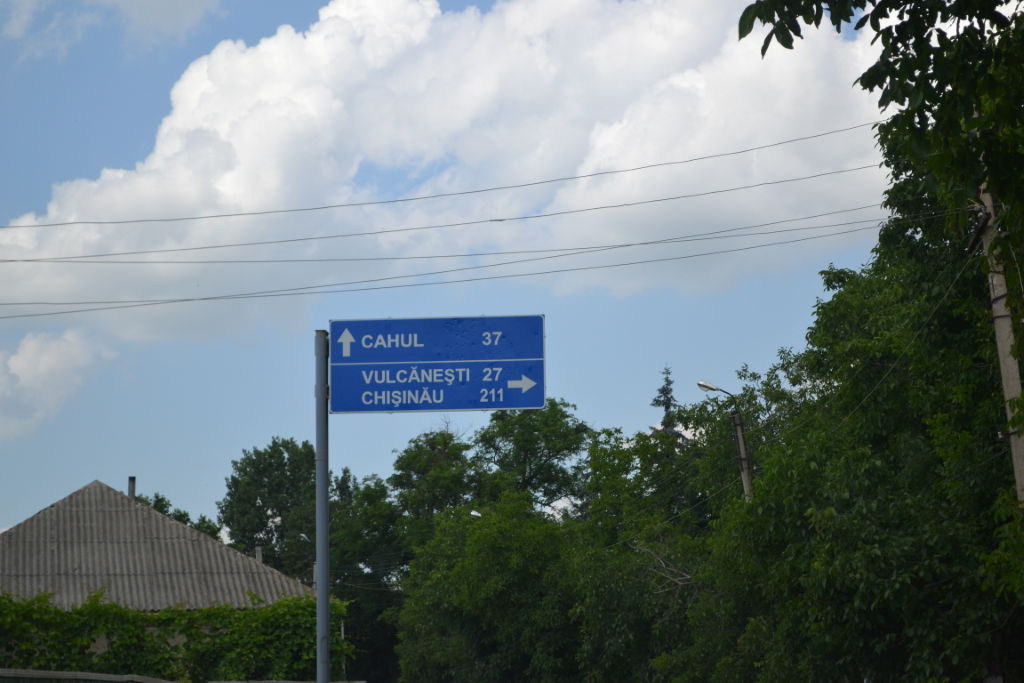 CAHUL 37
VULCĂNEŞTI 27
CHIŞINĂU 211